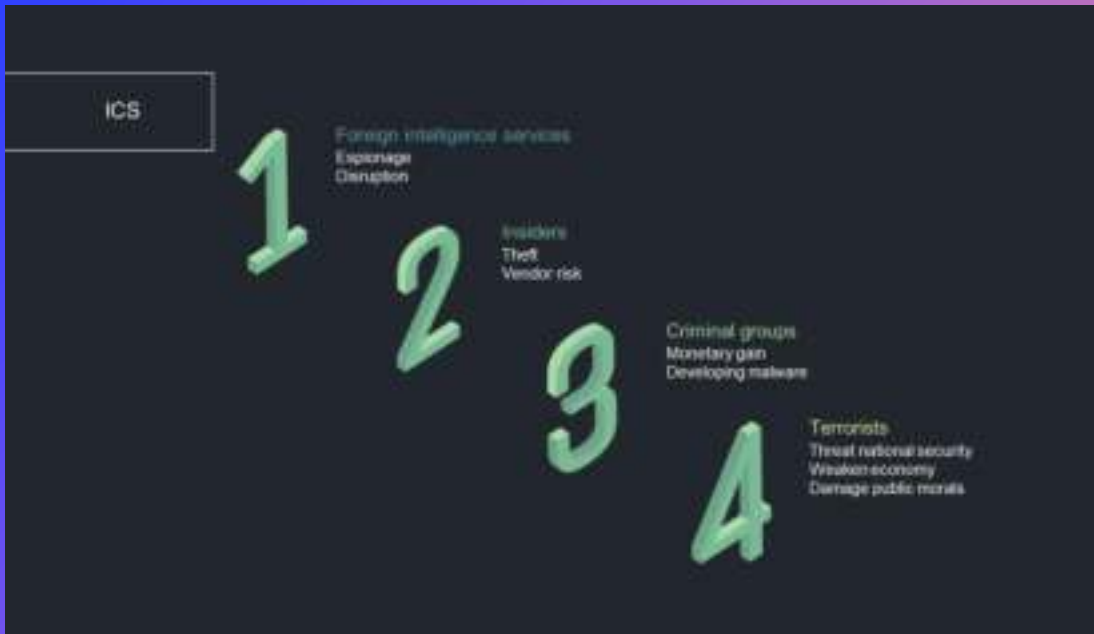 ICS
1
Foreign intelligence services
Espionage
Disruption
2
Insiders
Theft
Vendor risk
3
Criminal groups
Monetary gain
Developing malware
4
Terrorists
Threat national security
Weaken economy
Damage public morals